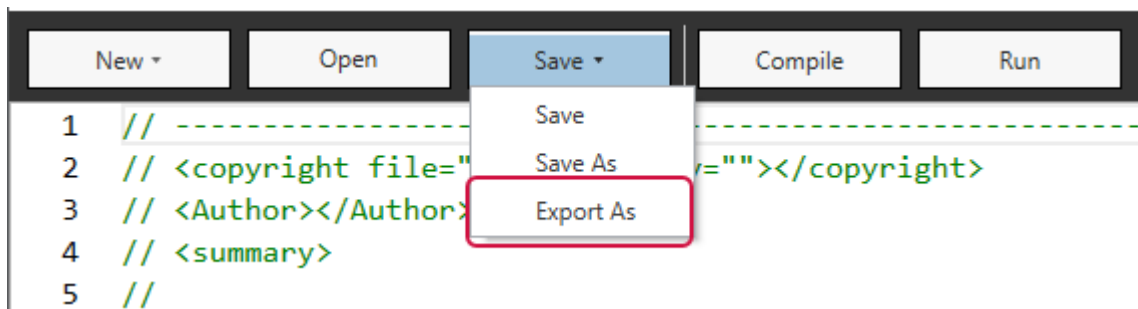 New Open Save Compile Run
Save
Save As
Export As
1 // ---------------- ---------------------------
2 // <copyright file=" =""></copyright>
3 // <Author></Author>
4 // <summary>
5 //